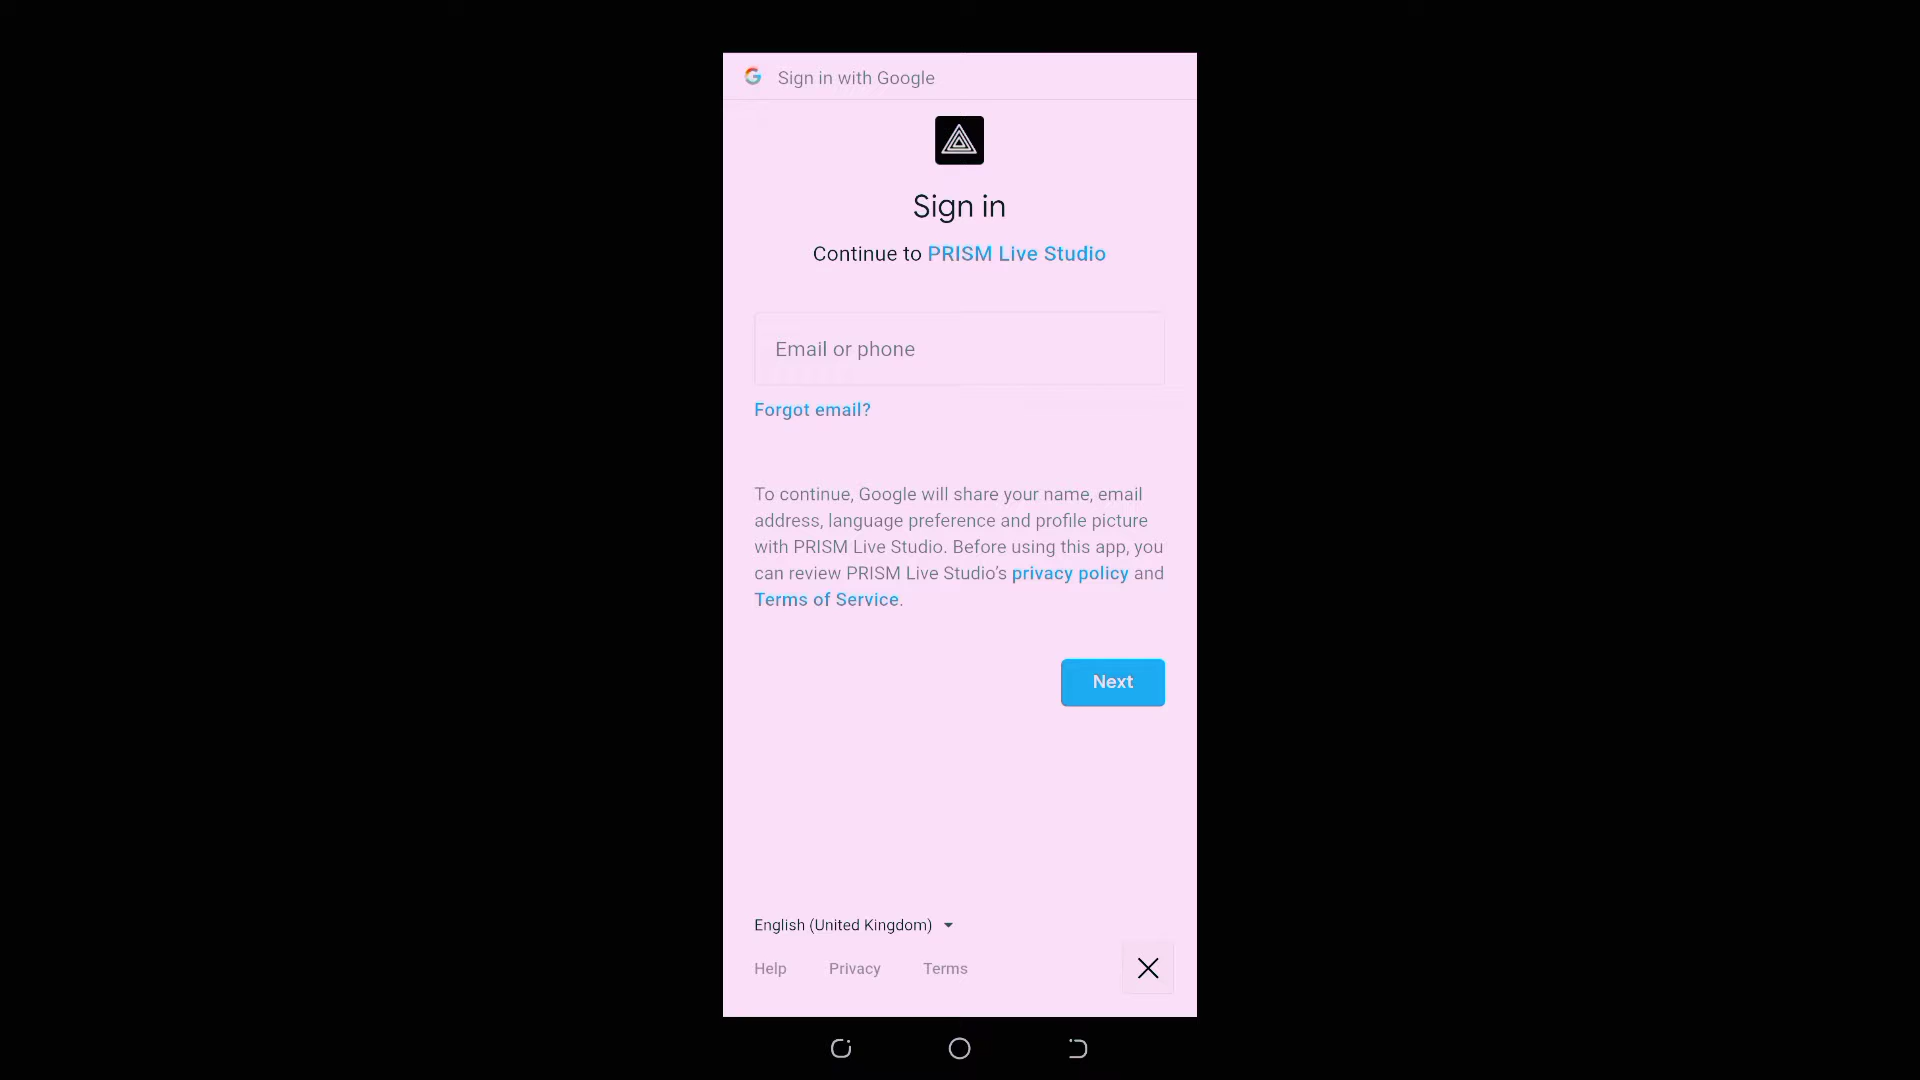 Sign in with Google
Sign in
Continue to PRISM Live Studio
Email or phone
Forgot email?
To continue, Google will share your name, email
address, language preference and profile picture
with PRISM Live Studio. Before using this app, you
can review PRISM Live Studio’s privacy policy and
Terms of Service.
Next
English (United Kingdom)
Help Privacy Terms